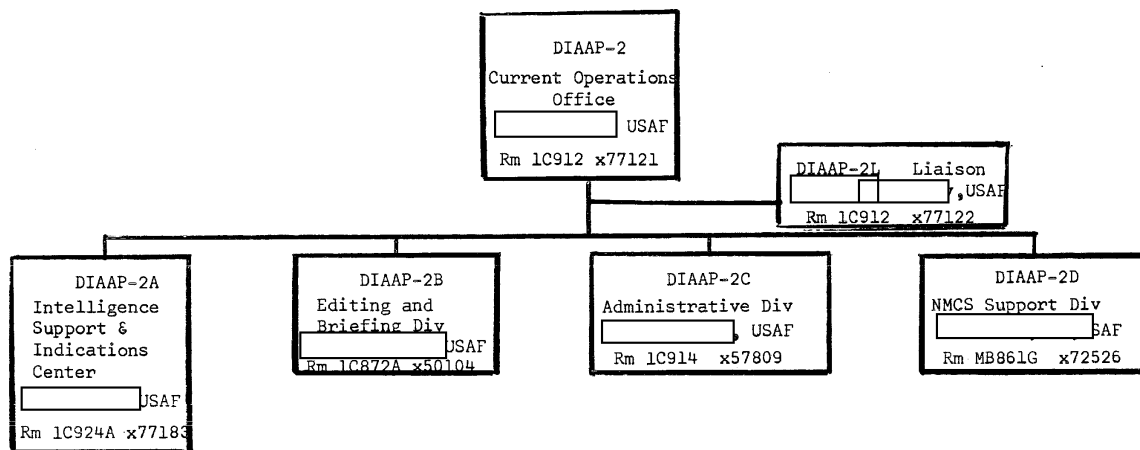 DIAAP-2
Current Operations
Office
USAF
Rm 1C912 x77121
DIAAP-2L Liaison
,USAF
Rm 1C912 x77122
DIAAP-2A
Intelligence
Support &
Indications
Center
USAF
Rm 1C924A x77183
DIAAP-2B
Editing and
Briefing Div
USAF
Rm 1C872A x50104
DIAAP-2C
Administrative Div
, USAF
Rm 1C914 x57809
DIAAP-2D
NMCS Support Div
USAF
Rm MB861G x72526